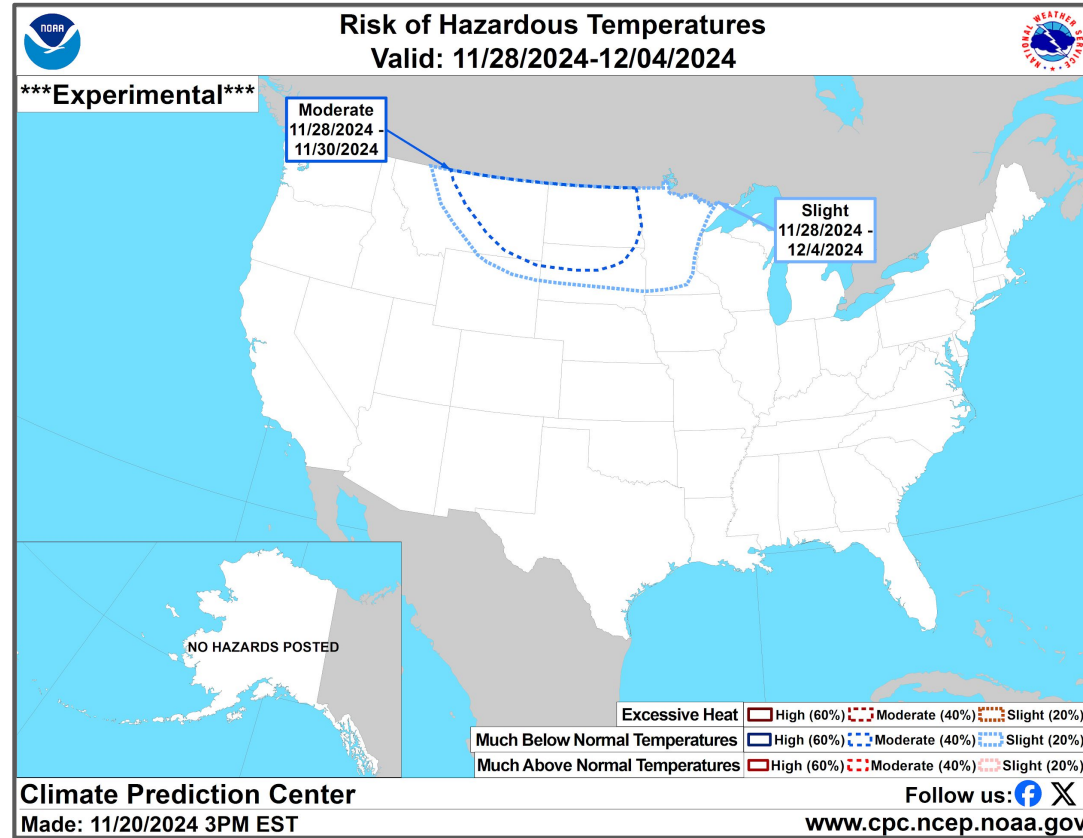 NOAA
Risk of Hazardous Temperatures
Valid: 11/28/2024-12/04/2024
NATIONAL WEATHER SERVICE
***Experimental***
Moderate
11/28/2024 -
11/30/2024
Slight
11/28/2024 -
12/4/2024
NO HAZARDS POSTED
Excessive Heat High (60%) Moderate (40%) Slight (20%)
Much Below Normal Temperatures High (60%) Moderate (40%) Slight (20%)
Much Above Normal Temperatures High (60%) Moderate (40%) Slight (20%)
Climate Prediction Center
Follow us:
Made: 11/20/2024 3PM EST
www.cpc.ncep.noaa.gov